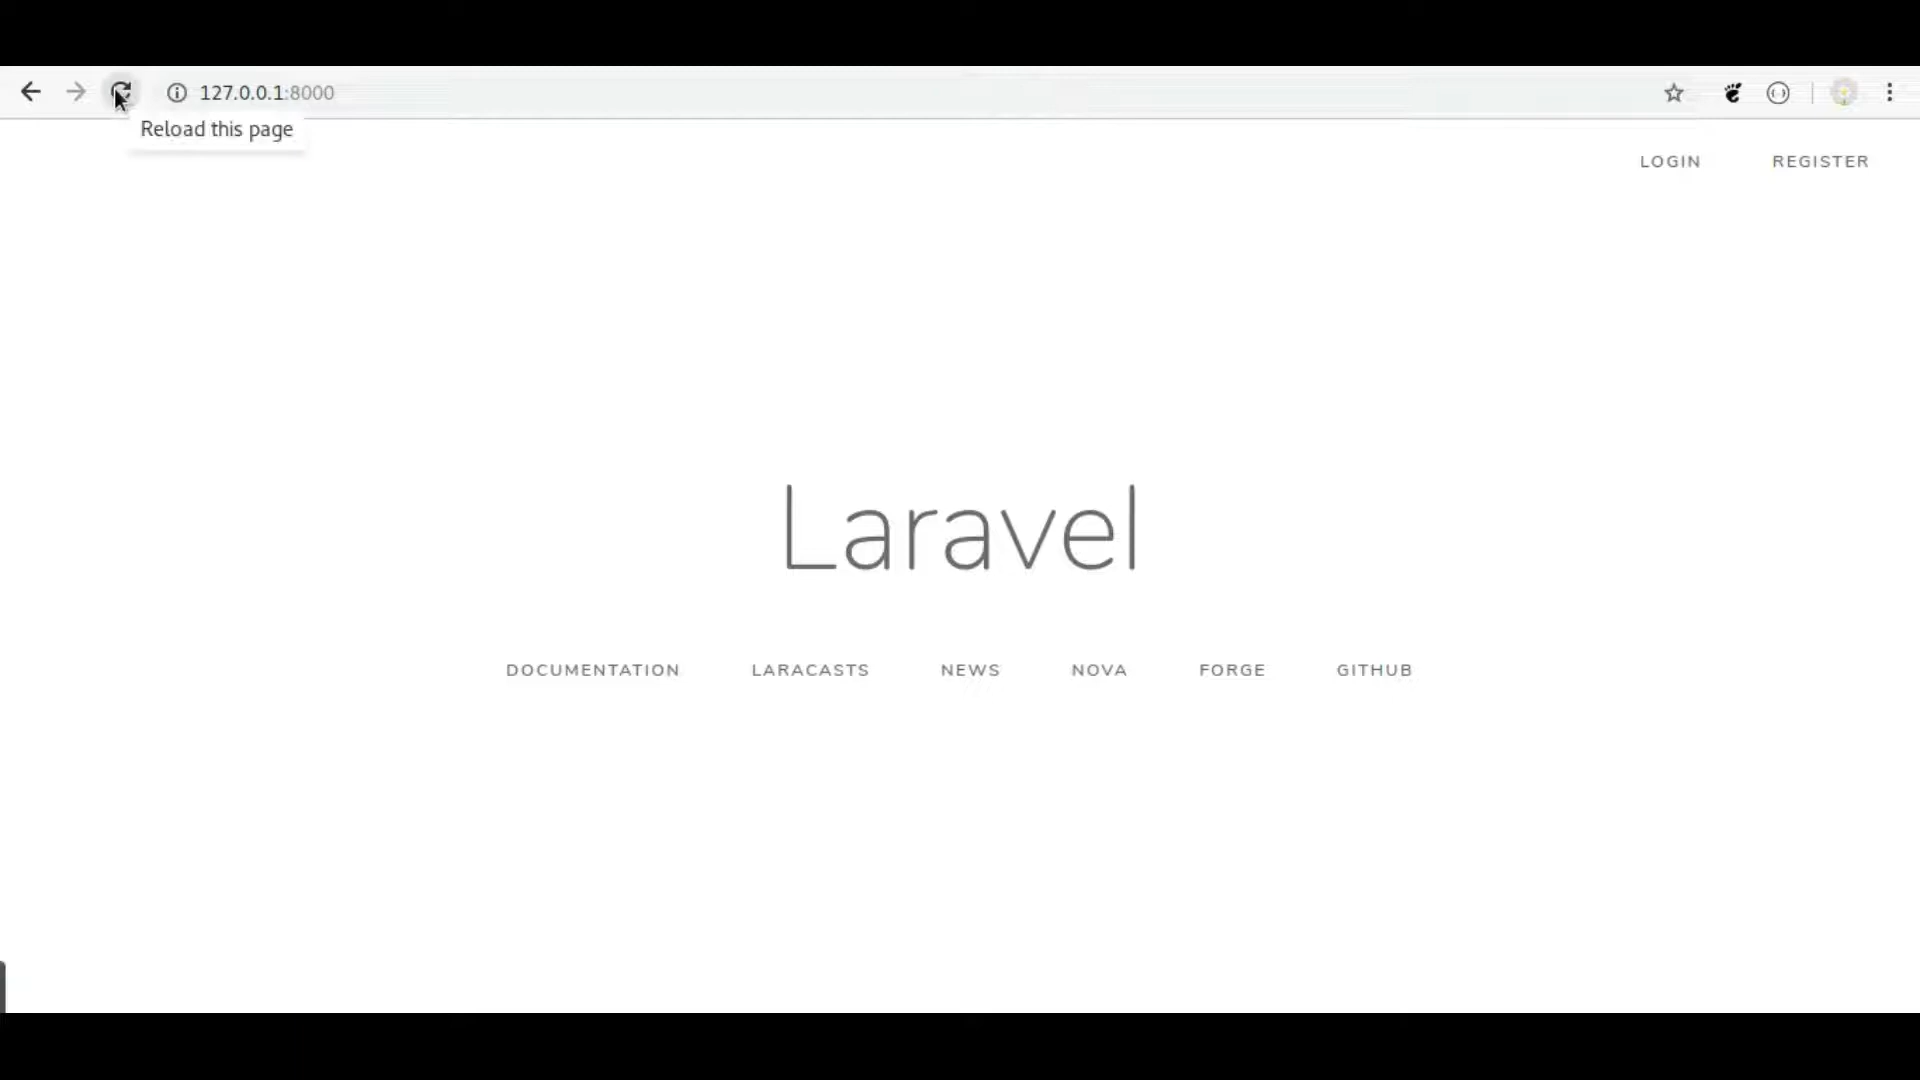 127.0.0.1:8000
Reload this page
LOGIN REGISTER
Laravel
DOCUMENTATION LARACASTS NEWS NOVA FORGE GITHUB